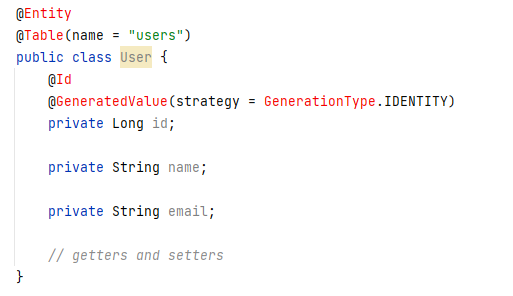 @Entity
@Table(name = "users")
public class User {
    @Id
    @GeneratedValue(strategy = GenerationType.IDENTITY)
    private Long id;
    private String name;
    private String email;
    // getters and setters
}